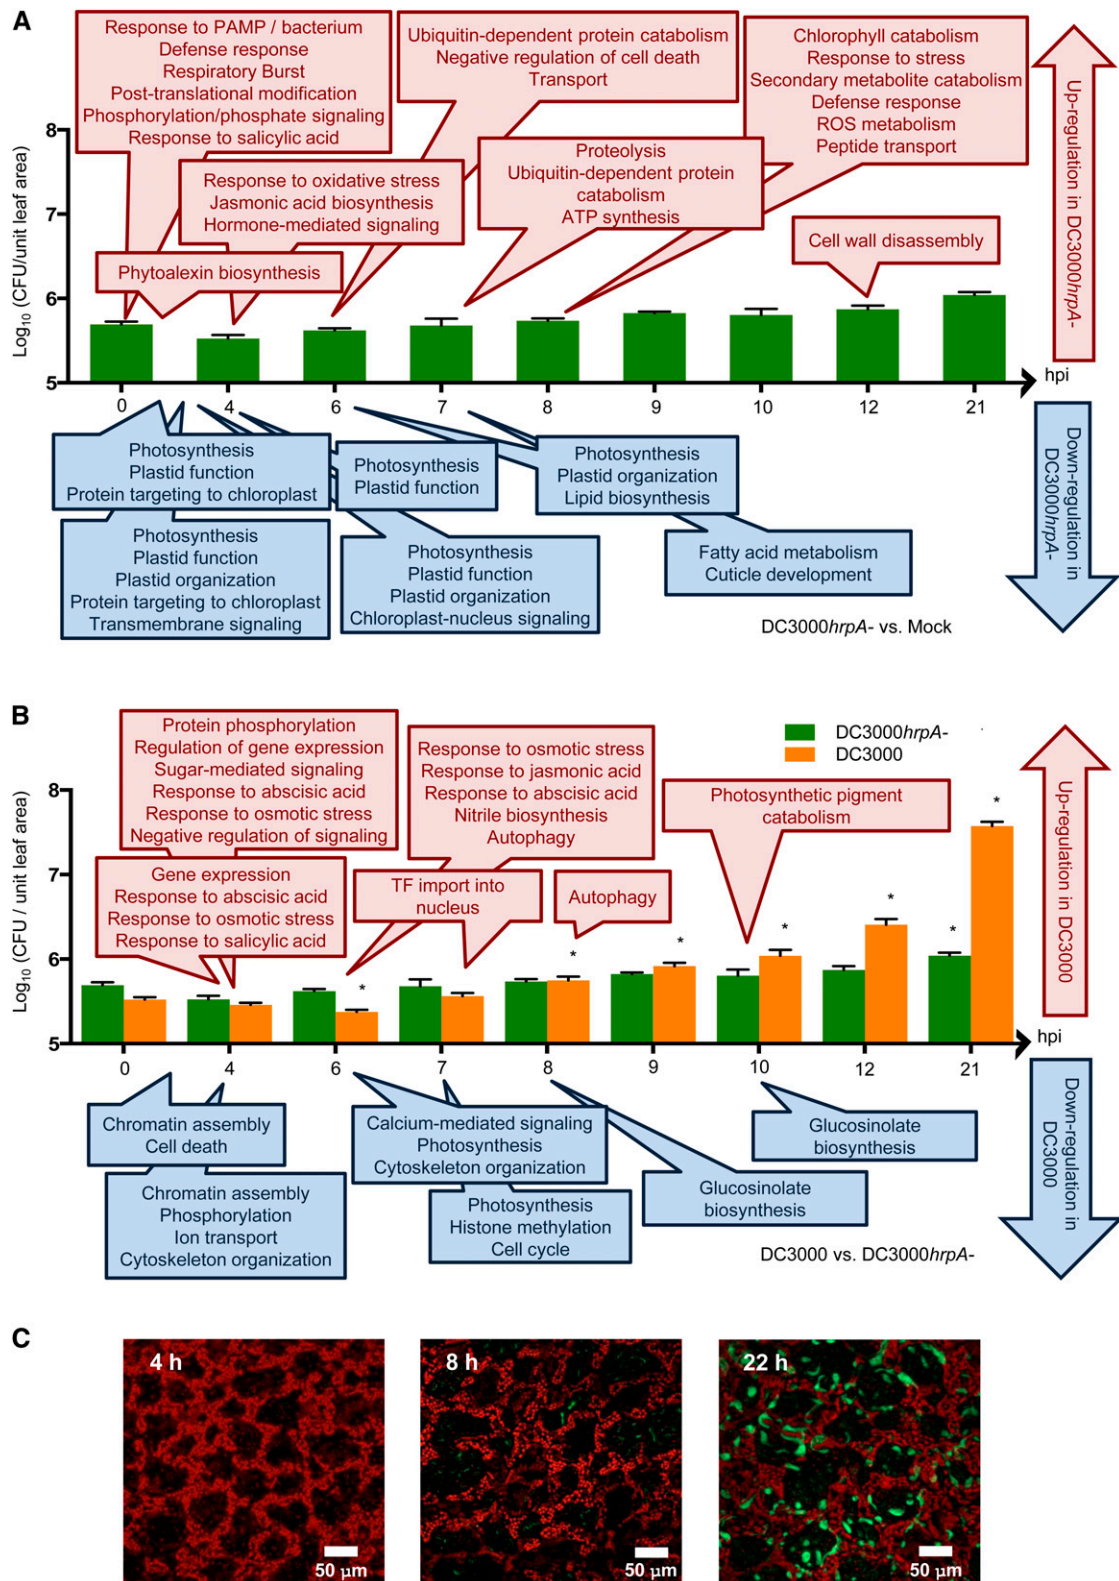 A
Response to PAMP / bacterium
Defense response
Respiratory Burst
Post-translational modification
Phosphorylation/phosphate signaling
Response to salicylic acid
Ubiquitin-dependent protein catabolism
Negative regulation of cell death
Transport
Chlorophyll catabolism
Response to stress
Secondary metabolite catabolism
Defense response
ROS metabolism
Peptide transport
Response to oxidative stress
Jasmonic acid biosynthesis
Hormone-mediated signaling
Proteolysis
Ubiquitin-dependent protein
catabolism
ATP synthesis
Phytoalexin biosynthesis
Cell wall disassembly
Up-regulation in DC3000hrpA-
Log10 (CFU/unit leaf area)
8
7
6
5
0 4 6 7 8 9 10 12 21
hpi
Photosynthesis
Plastid function
Protein targeting to chloroplast
Photosynthesis
Plastid function
Photosynthesis
Plastid organization
Lipid biosynthesis
Photosynthesis
Plastid function
Plastid organization
Protein targeting to chloroplast
Transmembrane signaling
Photosynthesis
Plastid function
Plastid organization
Chloroplast-nucleus signaling
Fatty acid metabolism
Cuticle development
Down-regulation in
DC3000hrpA-
DC3000hrpA- vs. Mock
B
Protein phosphorylation
Regulation of gene expression
Sugar-mediated signaling
Response to abscisic acid
Response to osmotic stress
Negative regulation of signaling
Response to osmotic stress
Response to jasmonic acid
Response to abscisic acid
Nitrile biosynthesis
Autophagy
DC3000hrpA-
DC3000
Photosynthetic pigment
catabolism
Gene expression
Response to abscisic acid
Response to osmotic stress
Response to salicylic acid
TF import into
nucleus
Autophagy
Up-regulation in DC3000
Log10 (CFU / unit leaf area)
8
7
6
5
* * * * * * *
0 4 6 7 8 9 10 12 21
hpi
Chromatin assembly
Cell death
Calcium-mediated signaling
Photosynthesis
Cytoskeleton organization
Glucosinolate
biosynthesis
Chromatin assembly
Phosphorylation
Ion transport
Cytoskeleton organization
Photosynthesis
Histone methylation
Cell cycle
Glucosinolate
biosynthesis
Down-regulation in
DC3000
DC3000 vs. DC3000hrpA-
C
4 h
50 µm
8 h
50 µm
22 h
50 µm